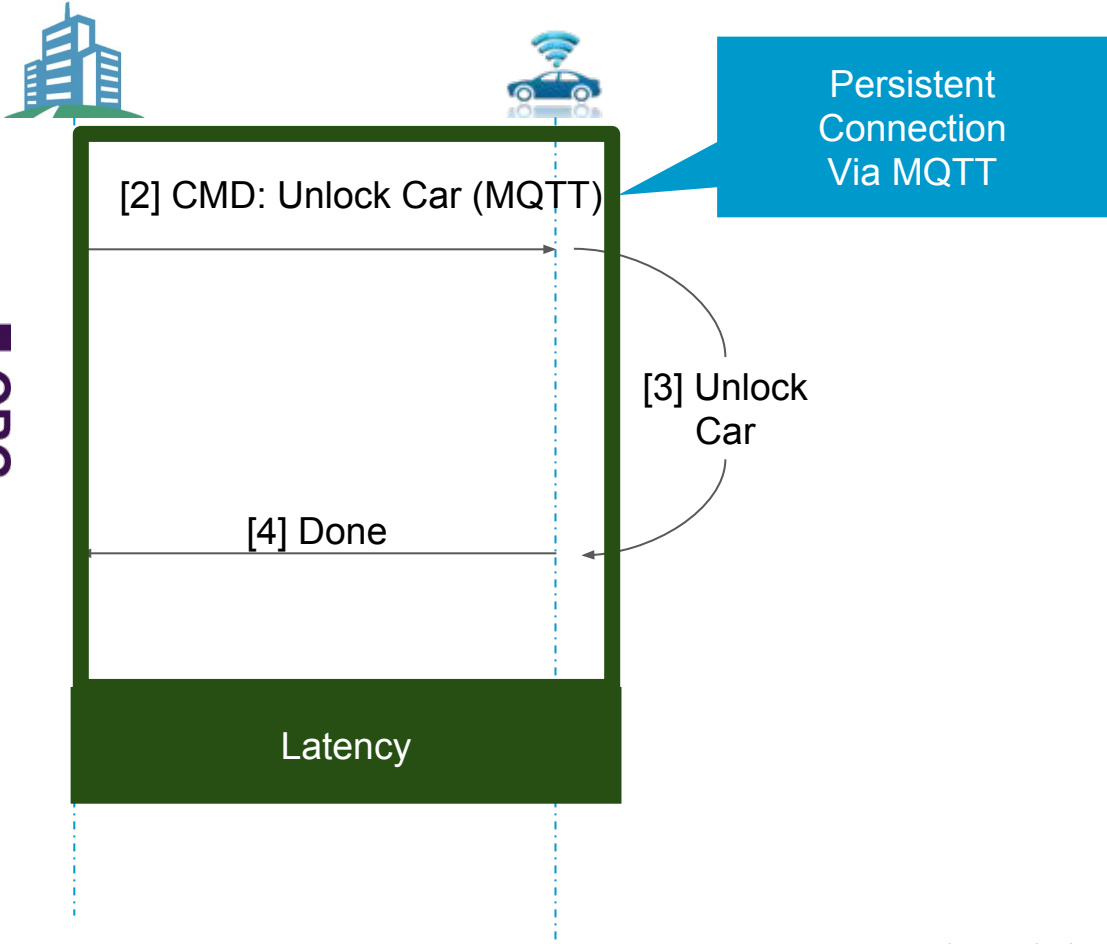 Persistent
Connection
Via MQTT
[2] CMD: Unlock Car (MQTT)
[3] Unlock
Car
[4] Done
Latency